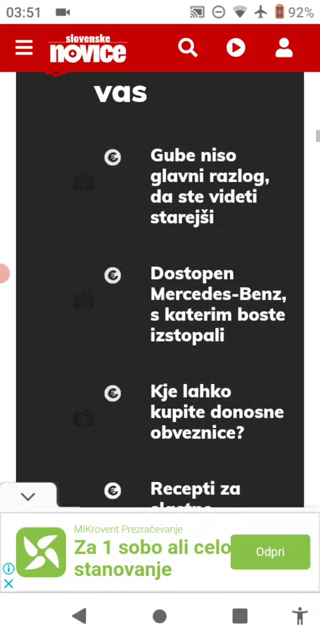 03:51
92%
slovenske
novice
vas
Gube niso
glavni razlog,
da ste videti
starejši
Dostopen
Mercedes-Benz,
s katerim boste
izstopali
Kje lahko
kupite donosne
obveznice?
Recepti za
MIKrovent Prezračevanje
Za 1 sobo ali celo
stanovanje
Odpri